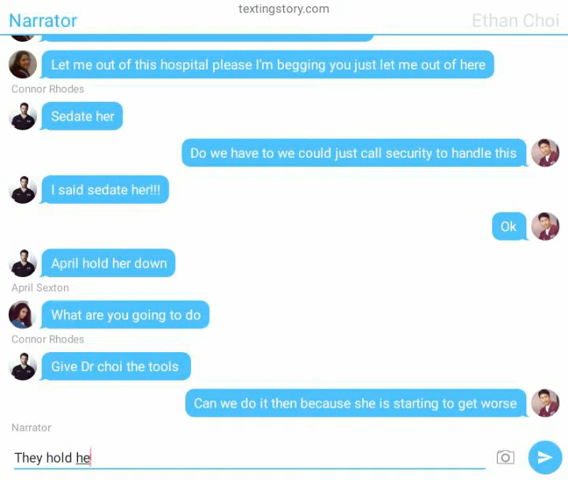 textingstory.com
Narrator
Ethan Choi
Let me out of this hospital please I'm begging you just let me out of here
Connor Rhodes
Sedate her
Do we have to we could just call security to handle this
I said sedate her!!!
Ok
April hold her down
April Sexton
What are you going to do
Connor Rhodes
Give Dr choi the tools
Can we do it then because she is starting to get worse
Narrator
They hold he